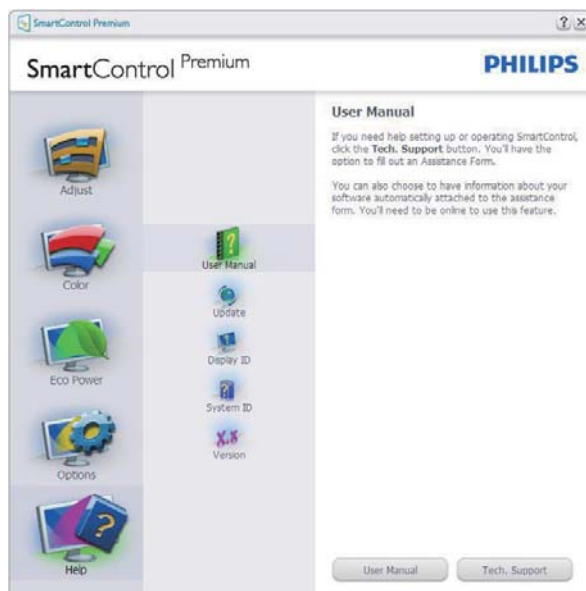 SmartControl Premium
SmartControl Premium
PHILIPS
Adjust
Color
Eco Power
Options
Help
User Manual
Update
Display ID
System ID
X.X
Version
User Manual
If you need help setting up or operating SmartControl,
click the Tech. Support button. You'll have the
option to fill out an Assistance Form.
You can also choose to have information about your
software automatically attached to the assistance
form. You'll need to be online to use this feature.
User Manual
Tech. Support